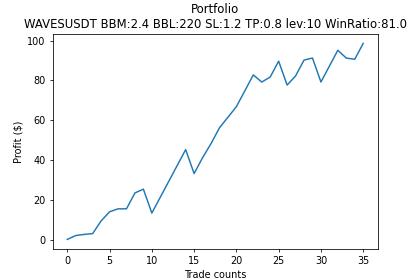 Portfolio
WAVESUSDT BBM:2.4 BBL:220 SL:1.2 TP:0.8 lev:10 WinRatio:81.0
100
80
60
40
20
0
Profit ($)
0 5 10 15 20 25 30 35
Trade counts